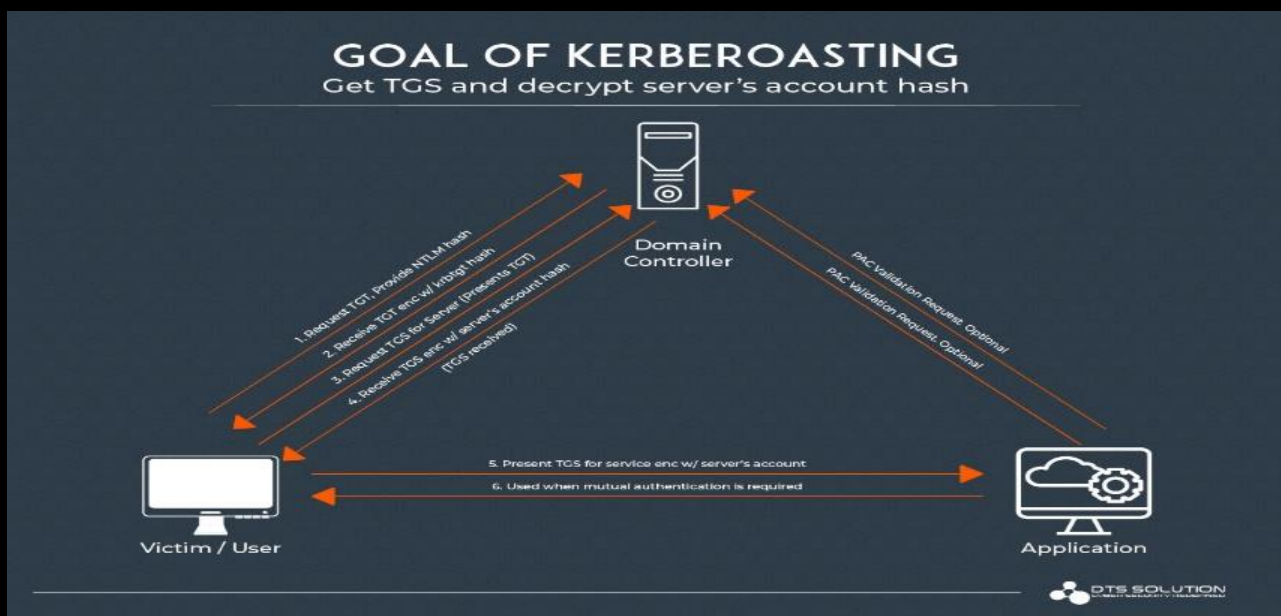 GOAL OF KERBEROASTING
Get TGS and decrypt server's account hash
Domain
Controller
1. Request TGT, Provide NTLM hash
2. Receive TGT enc w/ krbtgt hash
3. Request TGS for Server (Presents TGT)
4. Receive TGS enc w/ server's account hash
(TGS received)
PAC Validation Request, Optional
PAC Validation Request, Optional
5. Present TGS for service enc w/ server's account
6. Used when mutual authentication is required
Victim / User
Application
DTS SOLUTION